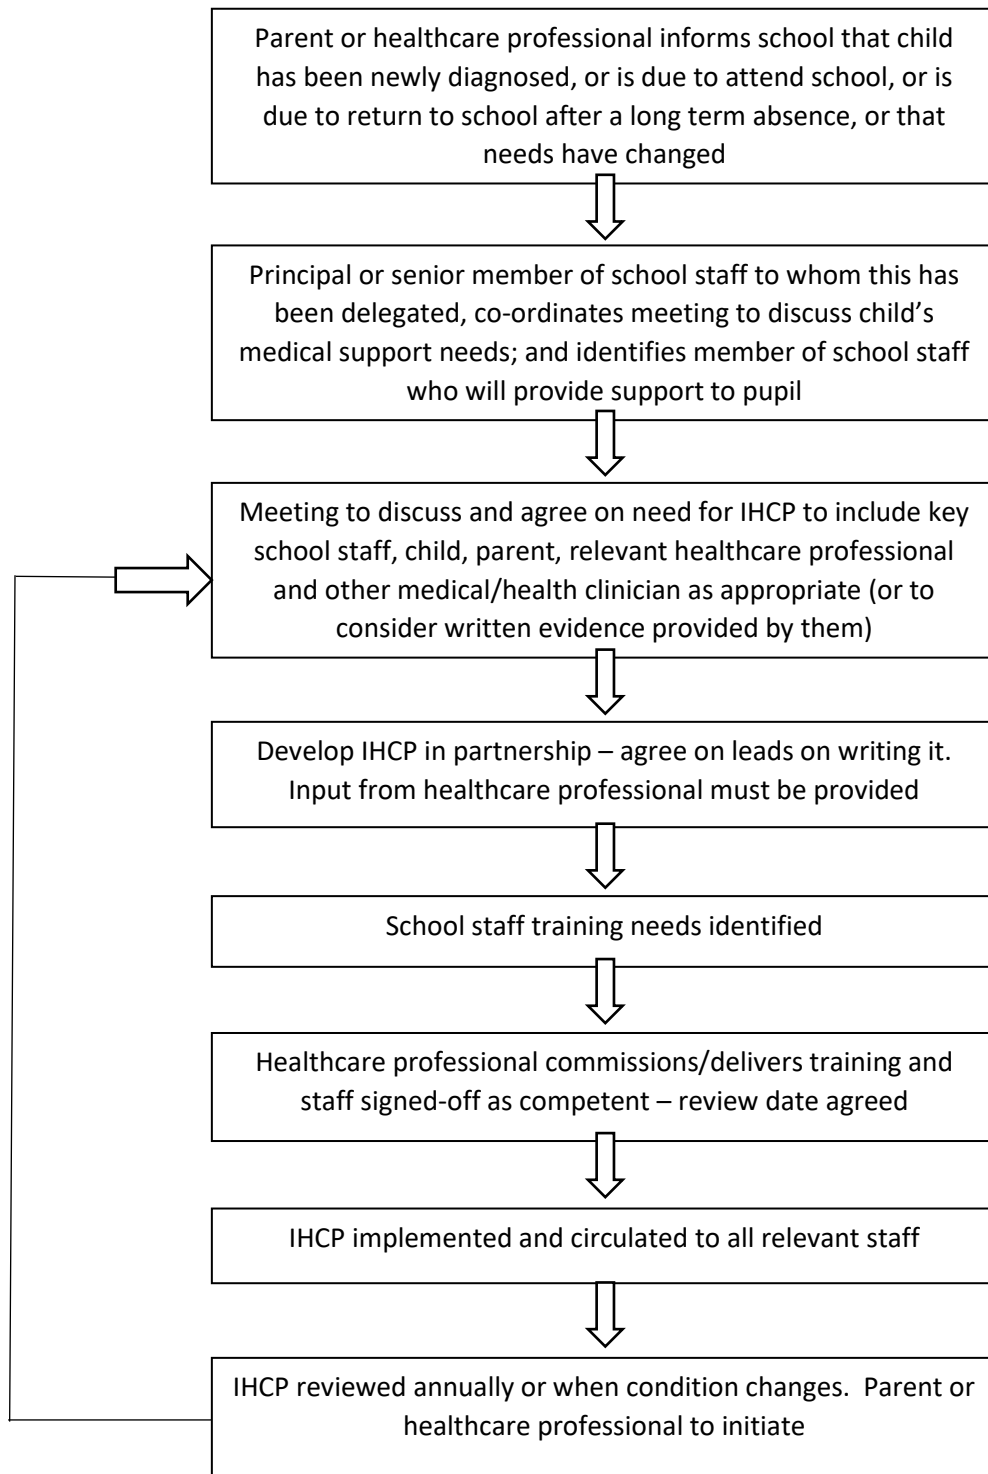 Parent or healthcare professional informs school that child
has been newly diagnosed, or is due to attend school, or is
due to return to school after a long term absence, or that
needs have changed
Principal or senior member of school staff to whom this has
been delegated, co-ordinates meeting to discuss child’s
medical support needs; and identifies member of school staff
who will provide support to pupil
Meeting to discuss and agree on need for IHCP to include key
school staff, child, parent, relevant healthcare professional
and other medical/health clinician as appropriate (or to
consider written evidence provided by them)
Develop IHCP in partnership – agree on leads on writing it.
Input from healthcare professional must be provided
School staff training needs identified
Healthcare professional commissions/delivers training and
staff signed-off as competent – review date agreed
IHCP implemented and circulated to all relevant staff
IHCP reviewed annually or when condition changes.  Parent or
healthcare professional to initiate